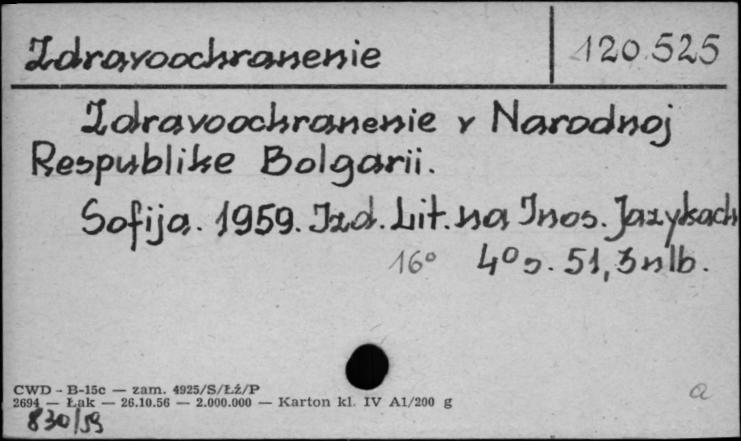 Zdravoochranenie
120.525
Zdravoochranenie v Narodnoj
Respublike Bolgarii.
Sofija. 1959. Izd. Lit. na Inos. Jazykach
16° 4° s. 51, 3 nlb.
CWD - B-15c — zam. 4925/S/Łż/P
2694 — Łak — 26.10.56 — 2.000.000 — Karton kl. IV A1/200 g
a
830/59